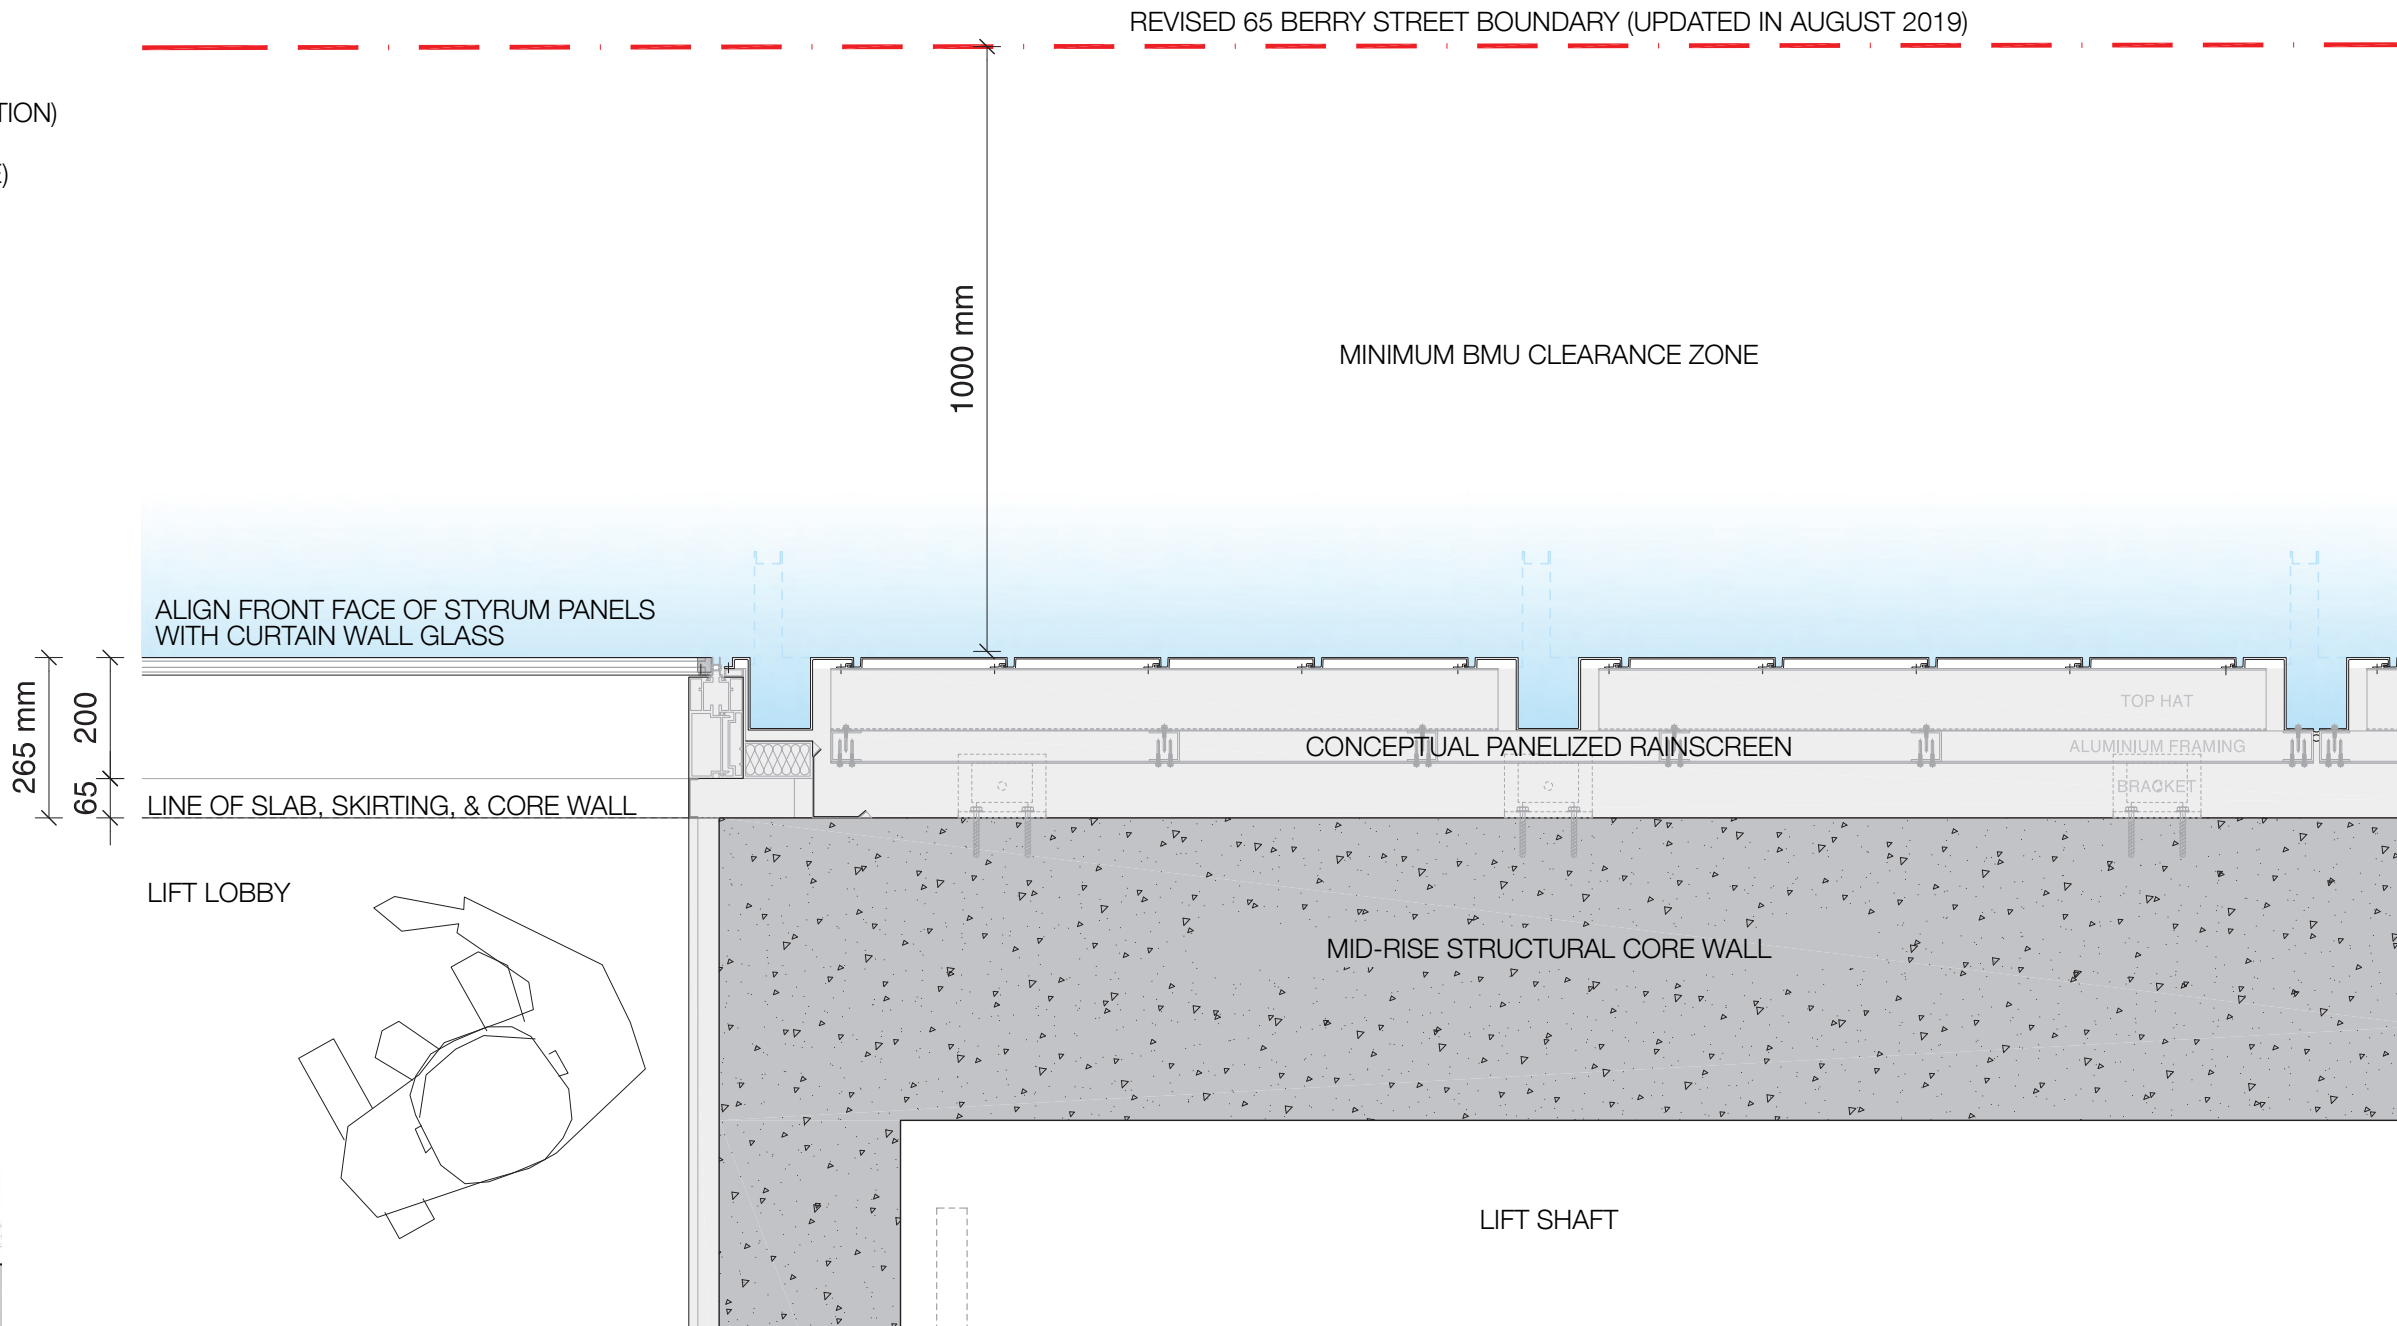 REVISED 65 BERRY STREET BOUNDARY (UPDATED IN AUGUST 2019)
1000 mm
MINIMUM BMU CLEARANCE ZONE
ALIGN FRONT FACE OF STYRUM PANELS
WITH CURTAIN WALL GLASS
265 mm
200
65
TOP HAT
CONCEPTUAL PANELIZED RAINSCREEN
ALUMINIUM FRAMING
BRACKET
LINE OF SLAB, SKIRTING, & CORE WALL
LIFT LOBBY
MID-RISE STRUCTURAL CORE WALL
LIFT SHAFT